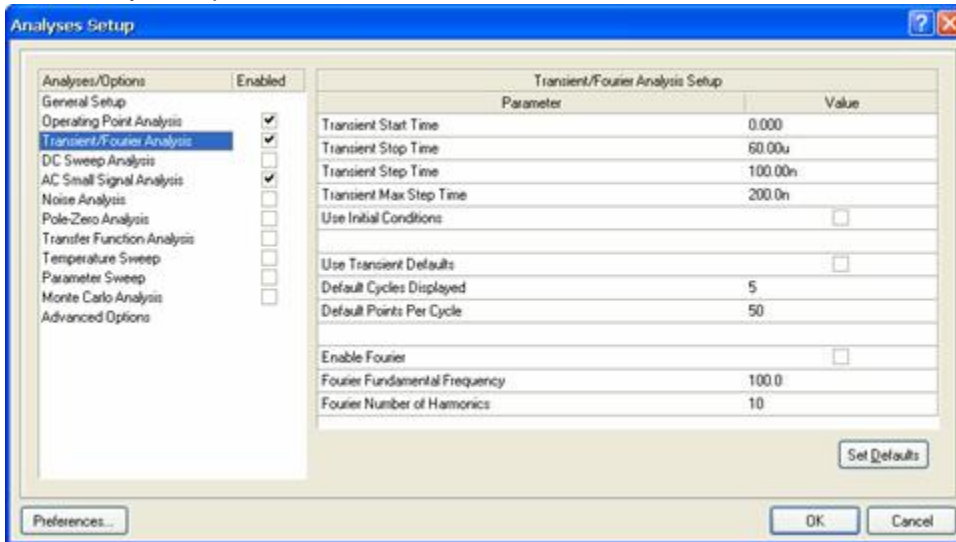 Analyses Setup
Analyses/Options Enabled
General Setup
Operating Point Analysis
Transient/Fourier Analysis
DC Sweep Analysis
AC Small Signal Analysis
Noise Analysis
Pole-Zero Analysis
Transfer Function Analysis
Temperature Sweep
Parameter Sweep
Monte Carlo Analysis
Advanced Options
Transient/Fourier Analysis Setup
Parameter Value
Transient Start Time 0.000
Transient Stop Time 60.00u
Transient Step Time 100.00n
Transient Max Step Time 200.0n
Use Initial Conditions
Use Transient Defaults
Default Cycles Displayed 5
Default Points Per Cycle 50
Enable Fourier
Fourier Fundamental Frequency 100.0
Fourier Number of Harmonics 10
Set Defaults
Preferences... OK Cancel